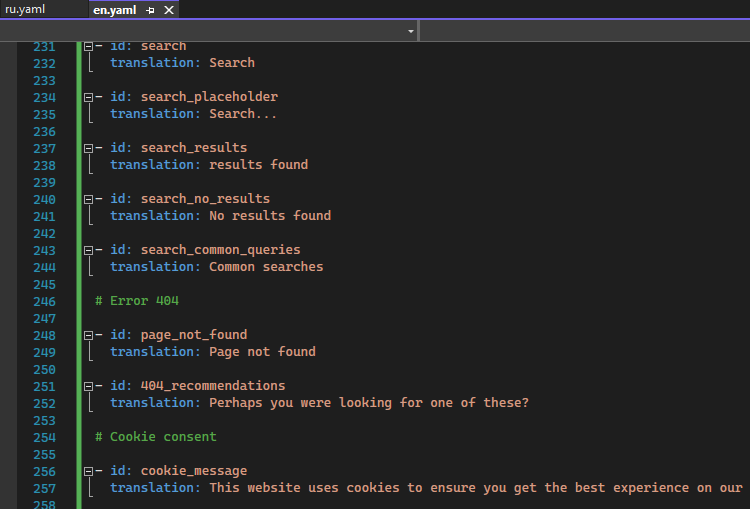 ru.yaml
en.yaml
231 - id: search
232 translation: Search
233
234 - id: search_placeholder
235 translation: Search...
236
237 - id: search_results
238 translation: results found
239
240 - id: search_no_results
241 translation: No results found
242
243 - id: search_common_queries
244 translation: Common searches
245
246 # Error 404
247
248 - id: page_not_found
249 translation: Page not found
250
251 - id: 404_recommendations
252 translation: Perhaps you were looking for one of these?
253
254 # Cookie consent
255
256 - id: cookie_message
257 translation: This website uses cookies to ensure you get the best experience on our
258